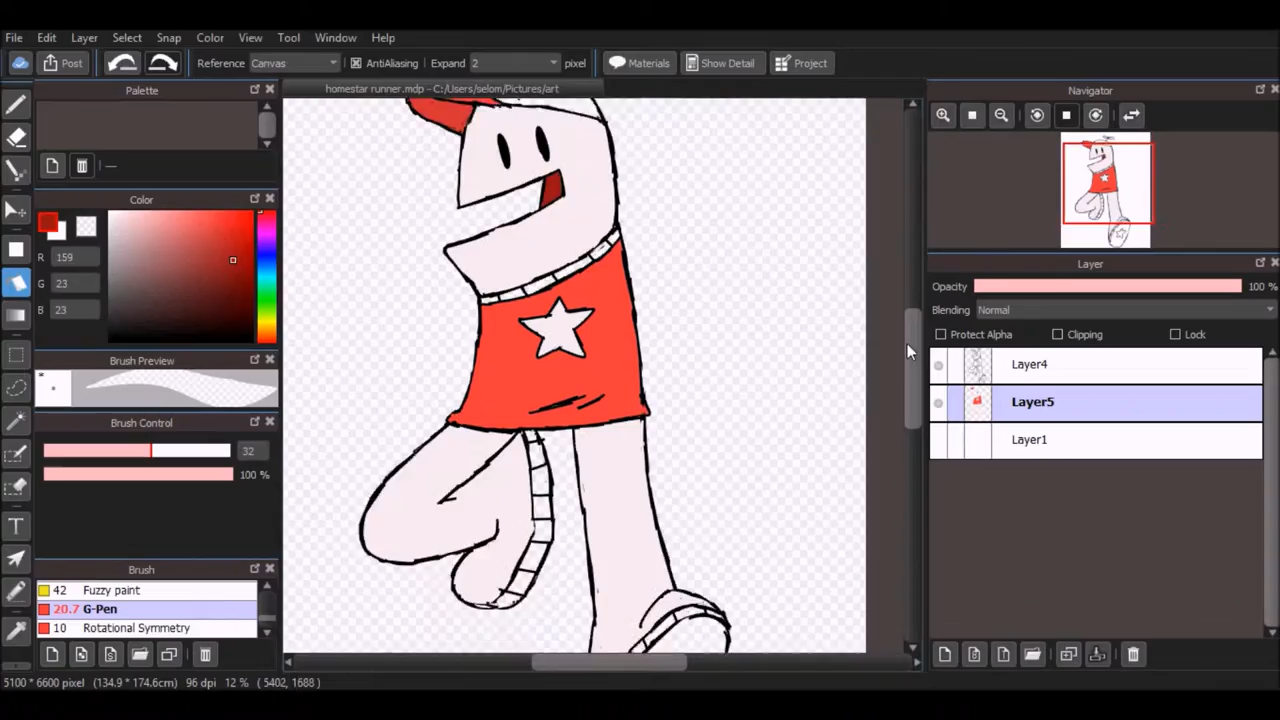 File Edit Layer Select Snap Color View Tool Window Help
Post Reference Canvas AntiAliasing Expand 2 pixel Materials Show Detail Project
Palette
homestar runner.mdp - C:/Users/selom/Pictures/art
Navigator
---
Color
R 159
G 23
B 23
Layer
Opacity 100 %
Blending Normal
Protect Alpha Clipping Lock
Layer4
Layer5
Layer1
Brush Preview
Brush Control
32
100 %
Brush
42 Fuzzy paint
20.7 G-Pen
10 Rotational Symmetry
5100 * 6600 pixel (134.9 * 174.6cm) 96 dpi 12 % ( 5402, 1688 )